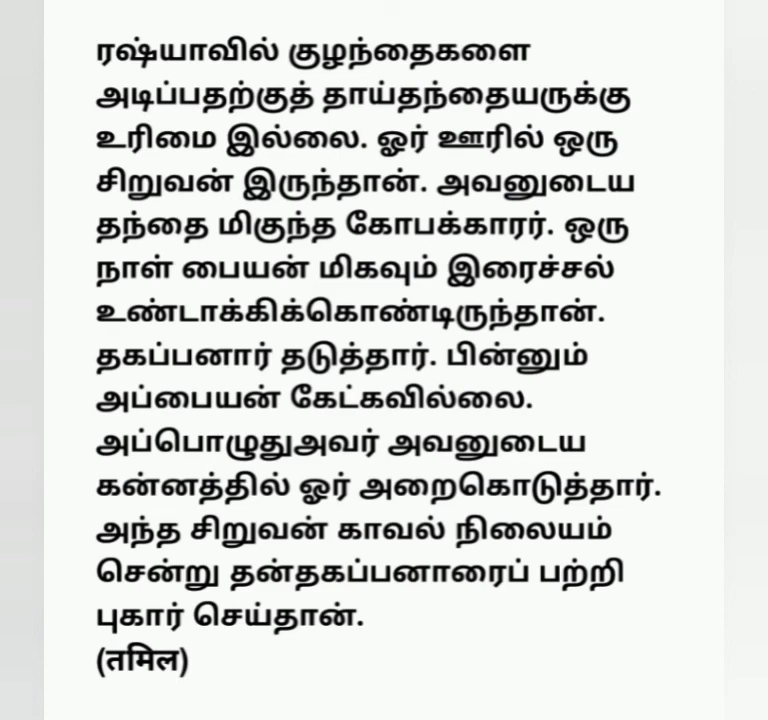 ரஷ்யாவில் குழந்தைகளை
அடிப்பதற்குத் தாய்தந்தையருக்கு
உரிமை இல்லை. ஓர் ஊரில் ஒரு
சிறுவன் இருந்தான். அவனுடைய
தந்தை மிகுந்த கோபக்காரர். ஒரு
நாள் பையன் மிகவும் இரைச்சல்
உண்டாக்கிக்கொண்டிருந்தான்.
தகப்பனார் தடுத்தார். பின்னும்
அப்பையன் கேட்கவில்லை.
அப்பொழுதுஅவர் அவனுடைய
கன்னத்தில் ஓர் அறைகொடுத்தார்.
அந்த சிறுவன் காவல் நிலையம்
சென்று தன்தகப்பனாரைப் பற்றி
புகார் செய்தான்.
(तमिल)